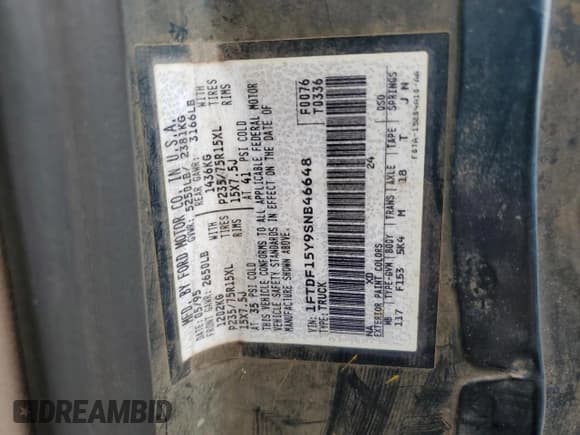 MFD. BY FORD MOTOR CO. IN U.S.A.
DATE: 05/95 GVWR: 5250LB/ 2381KG
FRONT GAWR: 2650LB REAR GAWR: 3166LB
1202KG WITH 1436KG WITH
P235/75R15XL TIRES P235/75R15XL TIRES
15X7.5J RIMS 15X7.5J RIMS
AT 35 PSI COLD AT 41 PSI COLD
THIS VEHICLE CONFORMS TO ALL APPLICABLE FEDERAL MOTOR
VEHICLE SAFETY STANDARDS IN EFFECT ON THE DATE OF
MANUFACTURE SHOWN ABOVE.
VIN: 1FTDF15Y9SNB46648 F0076
TYPE: TRUCK T0336
XD 24
EXTERIOR PAINT COLORS DSO
WB TYPE-GVW BODY TRANS AXLE TAPE SPRINGS
117 F153 5K4 M 18 T J N
DREAMBID